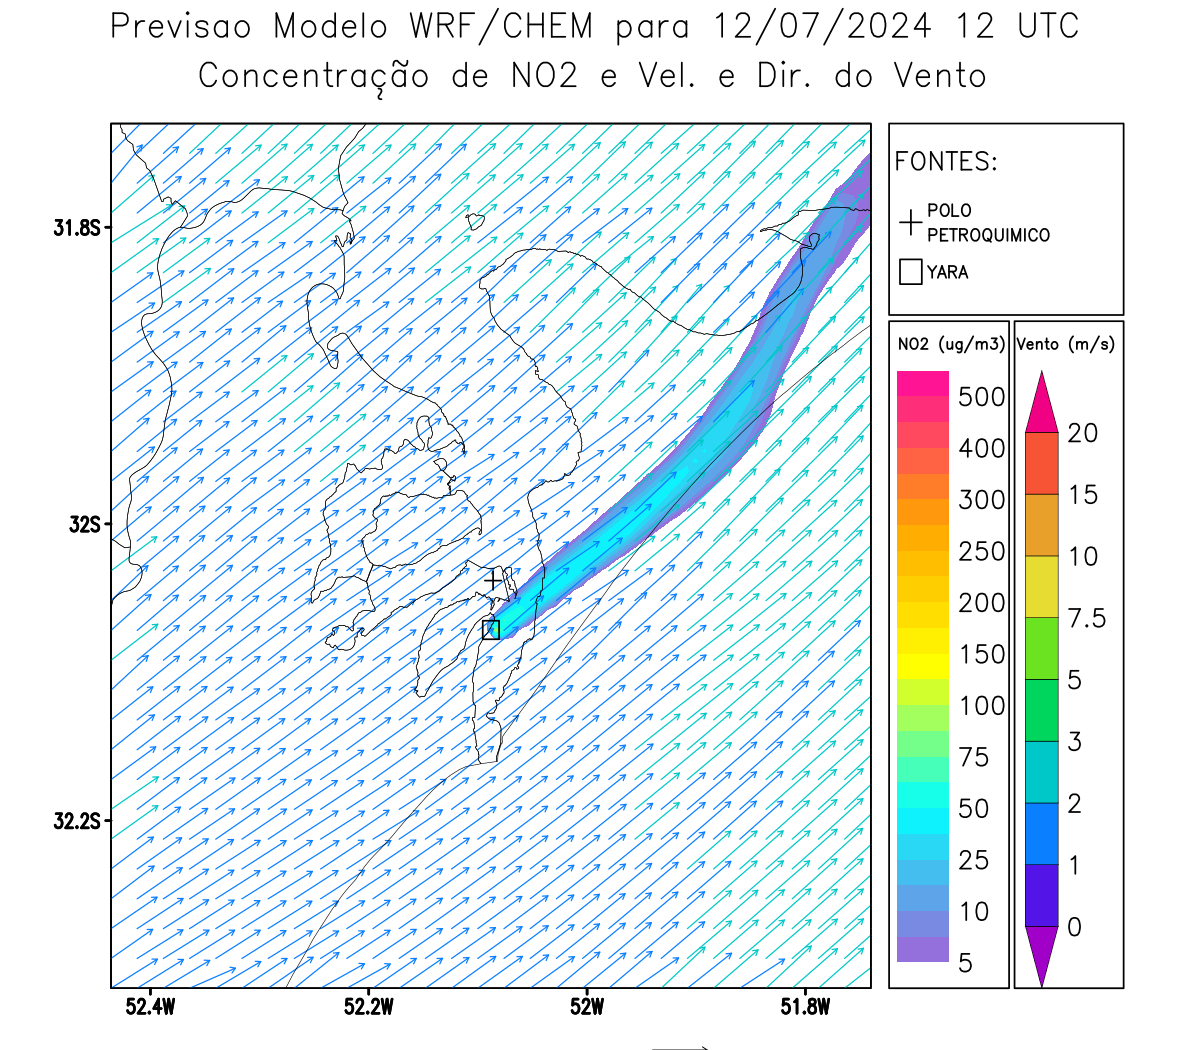 Previsao Modelo WRF/CHEM para 12/07/2024 12 UTC
Concentração de NO2 e Vel. e Dir. do Vento
FONTES:
POLO
PETROQUIMICO
YARA
NO2 (ug/m3)
500
400
300
250
200
150
100
75
50
25
10
5
Vento (m/s)
20
15
10
7.5
5
3
2
1
0
31.8S
32S
32.2S
52.4W 52.2W 52W 51.8W